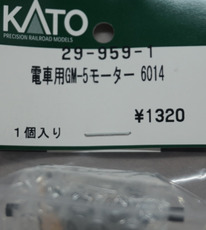 KATO
PRECISION RAILROAD MODELS
29-959-1
電車用GM-5モーター 6014
¥1320
1個入り